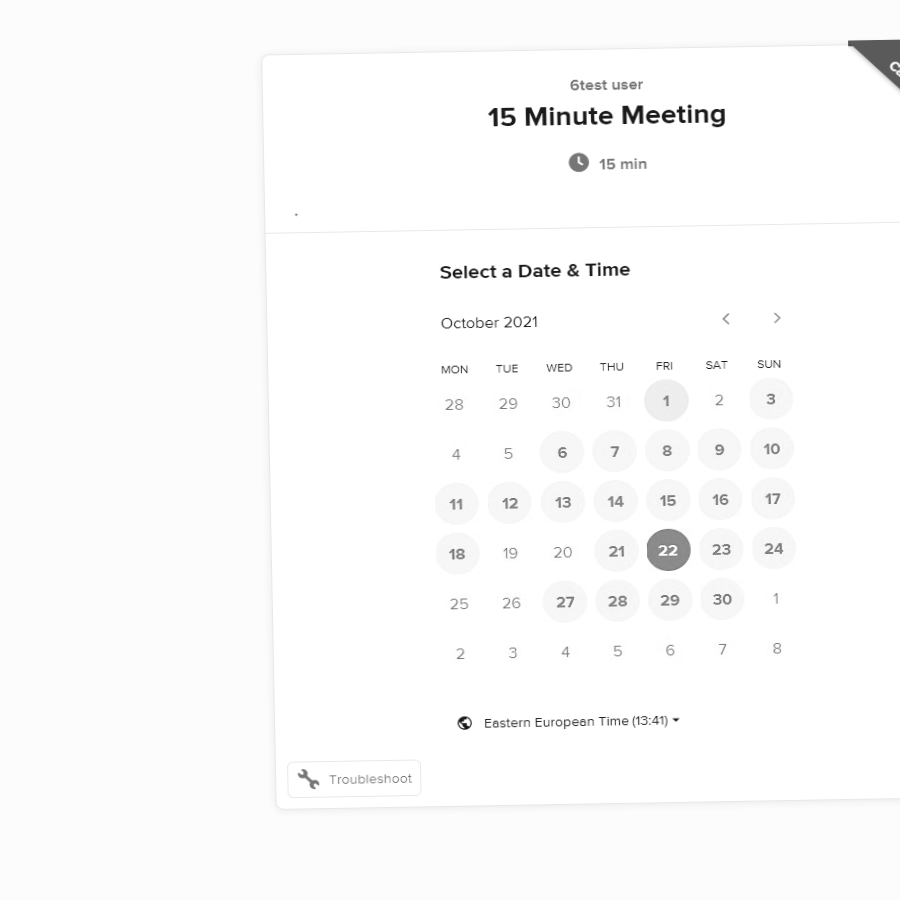 6test user
15 Minute Meeting
15 min
.
Select a Date & Time
October 2021
MON TUE WED THU FRI SAT SUN
28 29 30 31 1 2 3
4 5 6 7 8 9 10
11 12 13 14 15 16 17
18 19 20 21 22 23 24
25 26 27 28 29 30 1
2 3 4 5 6 7 8
Eastern European Time (13:41)
Troubleshoot